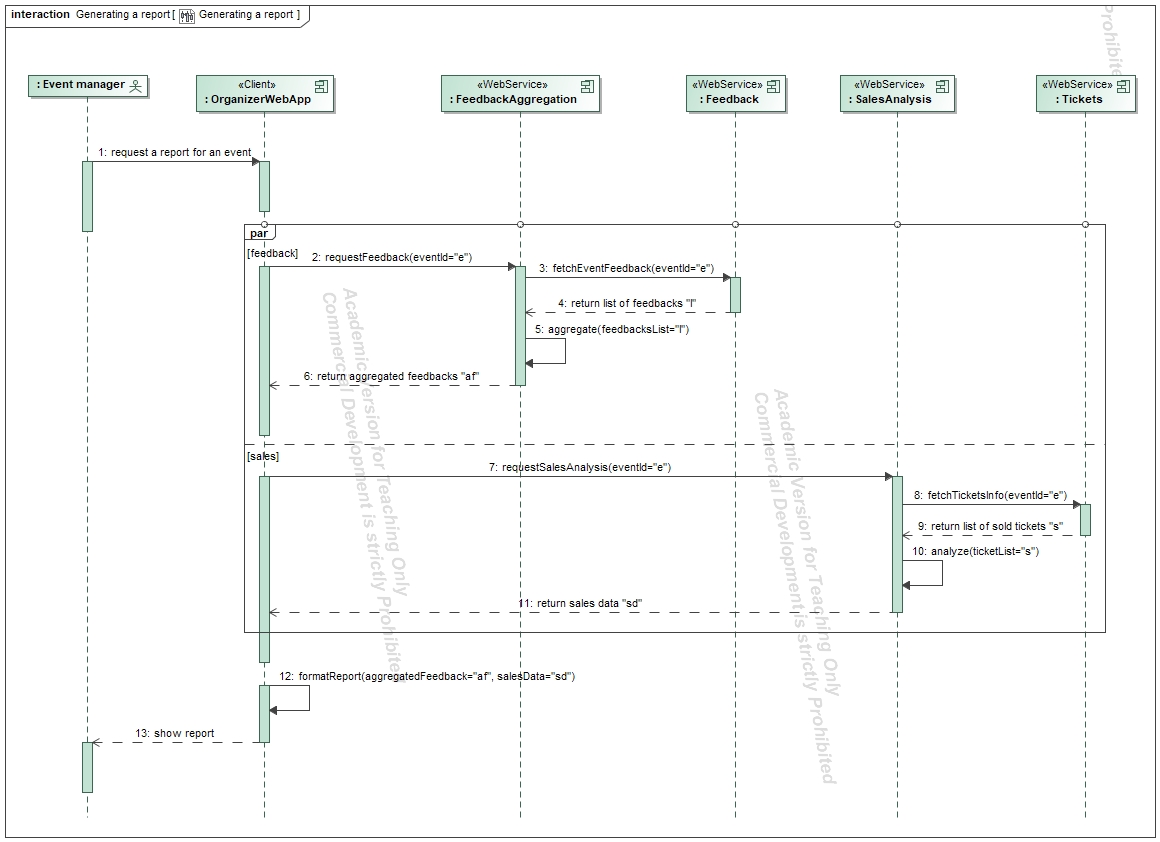 interaction Generating a report[ Generating a report ]
: Event manager
«Client»
: OrganizerWebApp
«WebService»
: FeedbackAggregation
«WebService»
: Feedback
«WebService»
: SalesAnalysis
«WebService»
: Tickets
1: request a report for an event
par
[feedback]
2: requestFeedback(eventId="e")
3: fetchEventFeedback(eventId="e")
4: return list of feedbacks "l"
5: aggregate(feedbacksList="l")
6: return aggregated feedbacks "af"
[sales]
7: requestSalesAnalysis(eventId="e")
8: fetchTicketsInfo(eventId="e")
9: return list of sold tickets "s"
10: analyze(ticketList="s")
11: return sales data "sd"
12: formatReport(aggregatedFeedback="af", salesData="sd")
13: show report
Academic Version for Teaching Only
Commercial Development is strictly Prohibited
Academic Version for Teaching Only
Commercial Development is strictly Prohibited